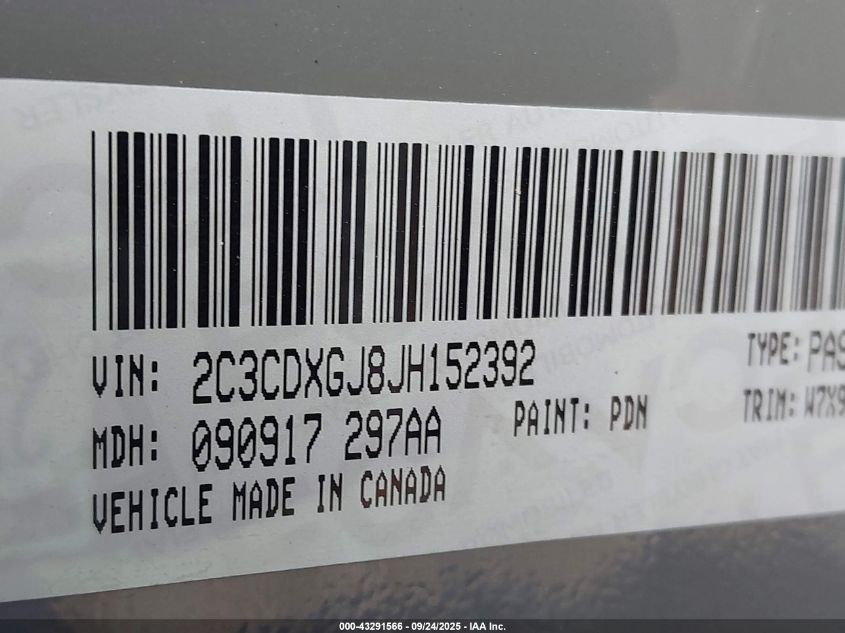 VIN: 2C3CDXGJ8JH152392
TYPE:
MDH: 090917 297AA
PAINT: PDN
TRIM:
VEHICLE MADE IN CANADA
000-43291566 - 09/24/2025 - IAA Inc.